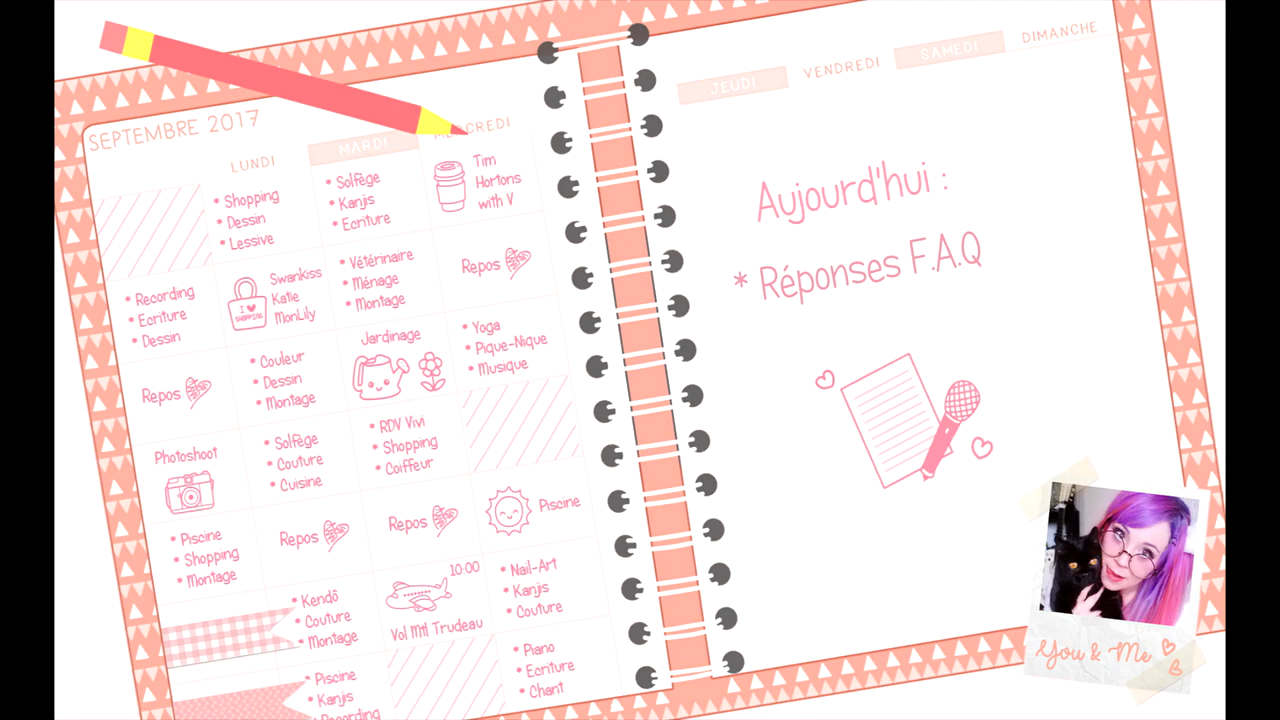 SEPTEMBRE 2017
LUNDI
MARDI
MERCREDI
JEUDI
VENDREDI
SAMEDI
DIMANCHE
* Shopping
* Dessin
* Lessive
* Solfège
* Kanjis
* Ecriture
Tim
Hortons
with V
* Recording
* Ecriture
* Dessin
I ♥
SHOPPING
Swankiss
Katie
MonLily
* Vétérinaire
* Ménage
* Montage
Repos
Repos
* Couleur
* Dessin
* Montage
Jardinage
* Yoga
* Pique-Nique
* Musique
Photoshoot
* Solfège
* Couture
* Cuisine
* RDV Vivi
* Shopping
* Coiffeur
* Piscine
* Shopping
* Montage
Repos
Repos
Piscine
* Kendô
* Couture
* Montage
10:00
Vol Mtl Trudeau
* Nail-Art
* Kanjis
* Couture
* Piscine
* Kanjis
* Recording
* Piano
* Ecriture
* Chant
Aujourd'hui :
* Réponses F.A.Q
You & Me